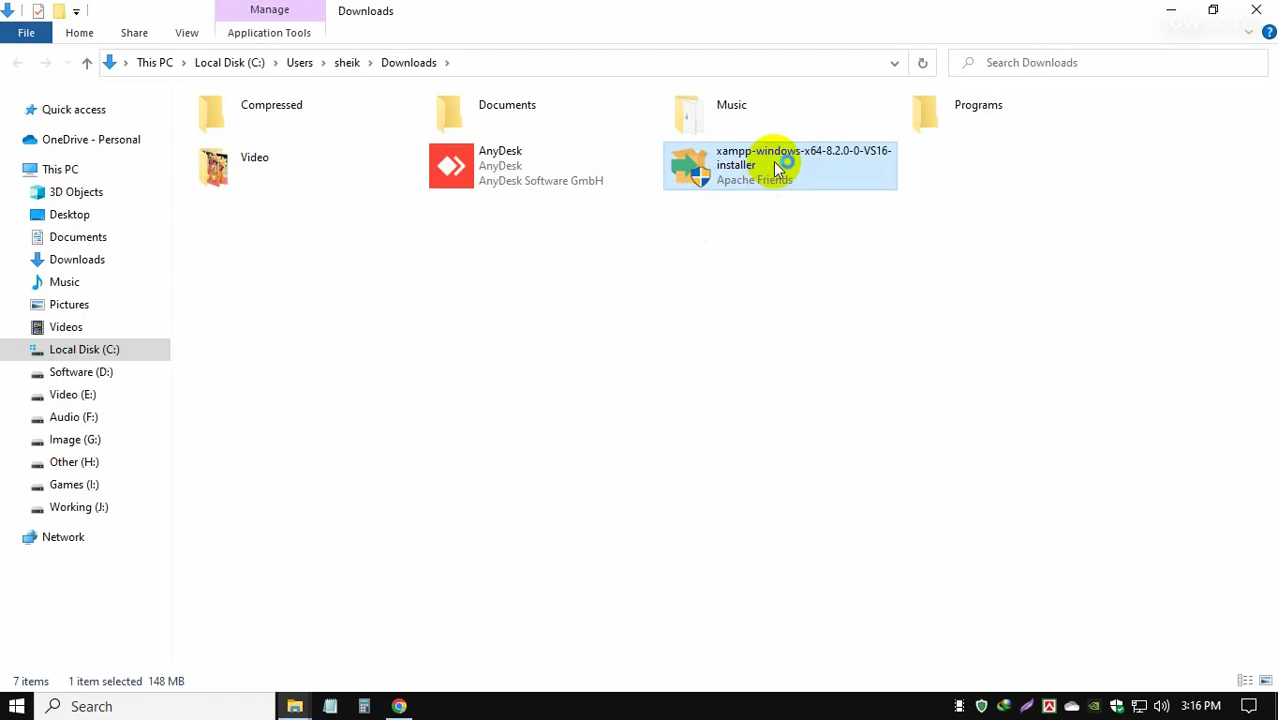 Manage
Downloads
File
Home
Share
View
Application Tools
This PC
Local Disk (C:)
Users
sheik
Downloads
Search Downloads
Quick access
OneDrive - Personal
This PC
3D Objects
Desktop
Documents
Downloads
Music
Pictures
Videos
Local Disk (C:)
Software (D:)
Video (E:)
Audio (F:)
Image (G:)
Other (H:)
Games (I:)
Working (J:)
Network
Compressed
Documents
Music
Programs
Video
AnyDesk
AnyDesk
AnyDesk Software GmbH
xampp-windows-x64-8.2.0-0-VS16-
installer
Apache Friends
7 items
1 item selected 148 MB
Search
3:16 PM